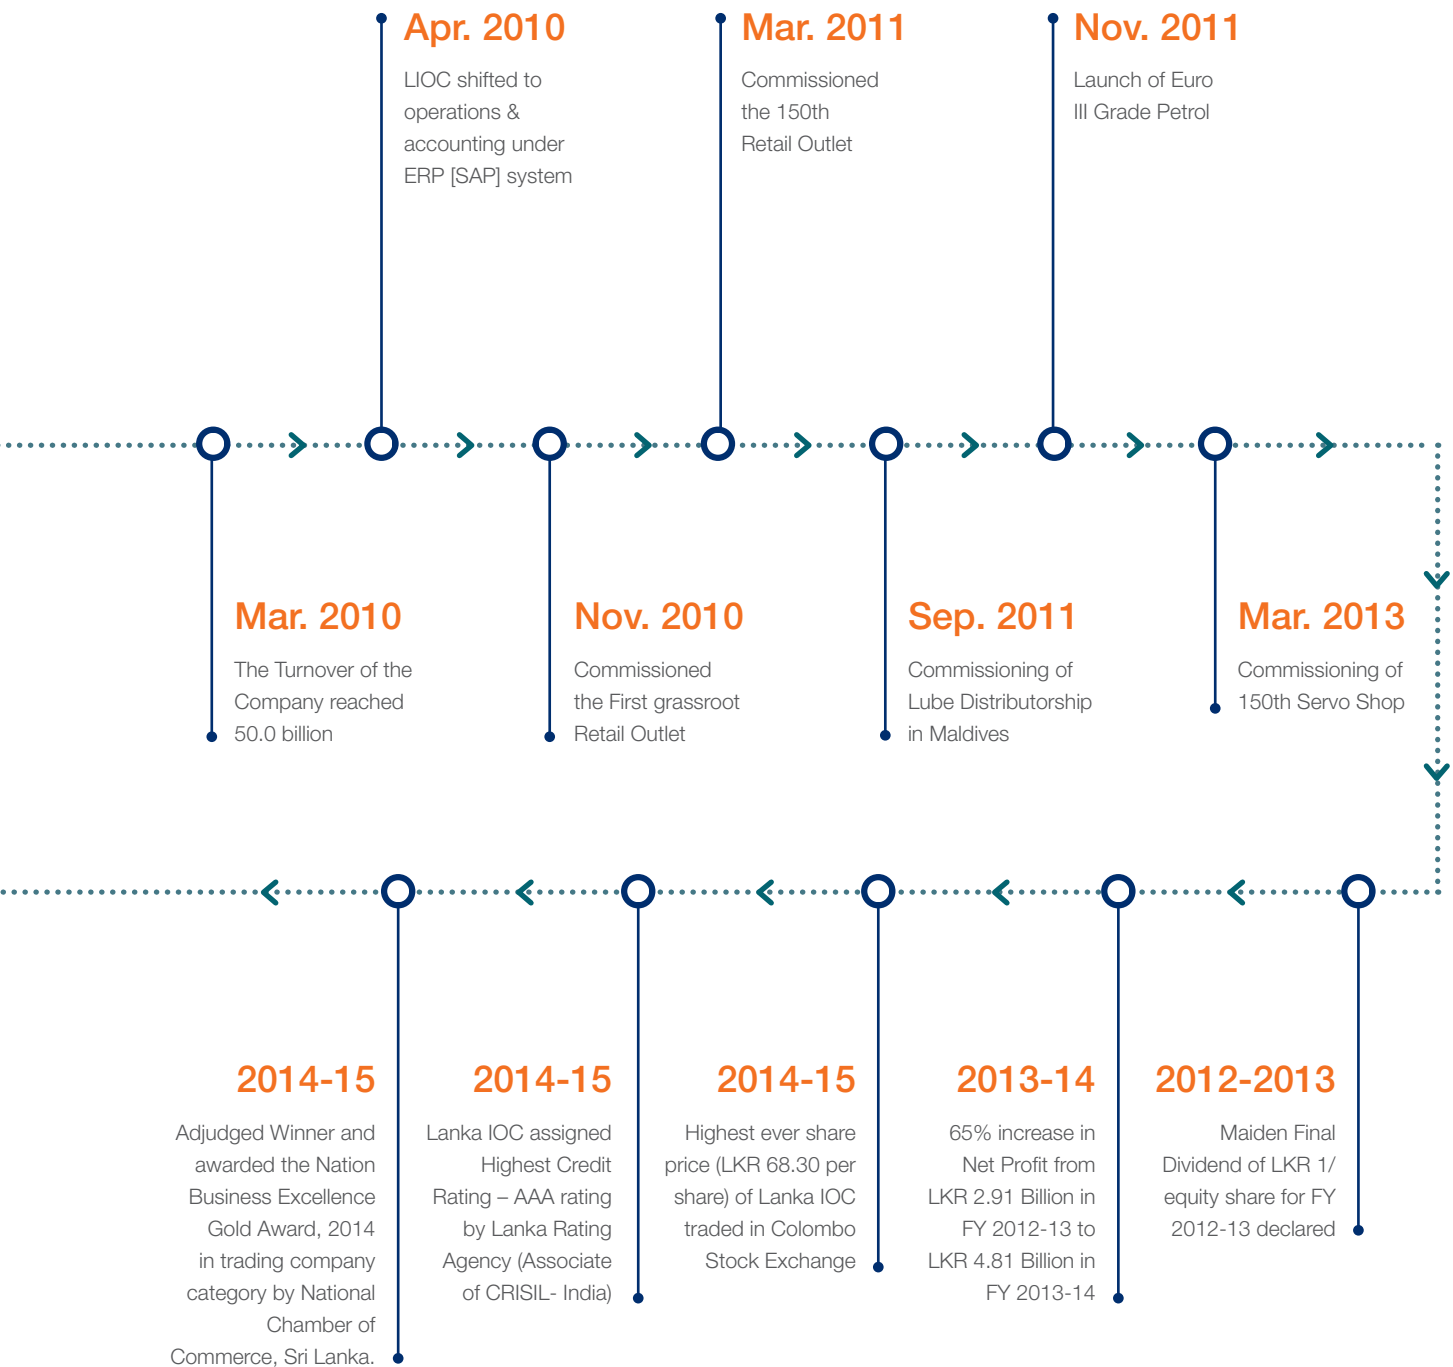 Apr. 2010
LIOC shifted to
operations &
accounting under
ERP [SAP] system
Mar. 2011
Commissioned
the 150th
Retail Outlet
Nov. 2011
Launch of Euro
III Grade Petrol
Mar. 2010
The Turnover of the
Company reached
50.0 billion
Nov. 2010
Commissioned
the First grassroot
Retail Outlet
Sep. 2011
Commissioning of
Lube Distributorship
in Maldives
Mar. 2013
Commissioning of
150th Servo Shop
2014-15
Adjudged Winner and
awarded the Nation
Business Excellence
Gold Award, 2014
in trading company
category by National
Chamber of
Commerce, Sri Lanka.
2014-15
Lanka IOC assigned
Highest Credit
Rating – AAA rating
by Lanka Rating
Agency (Associate
of CRISIL- India)
2014-15
Highest ever share
price (LKR 68.30 per
share) of Lanka IOC
traded in Colombo
Stock Exchange
2013-14
65% increase in
Net Profit from
LKR 2.91 Billion in
FY 2012-13 to
LKR 4.81 Billion in
FY 2013-14
2012-2013
Maiden Final
Dividend of LKR 1/
equity share for FY
2012-13 declared